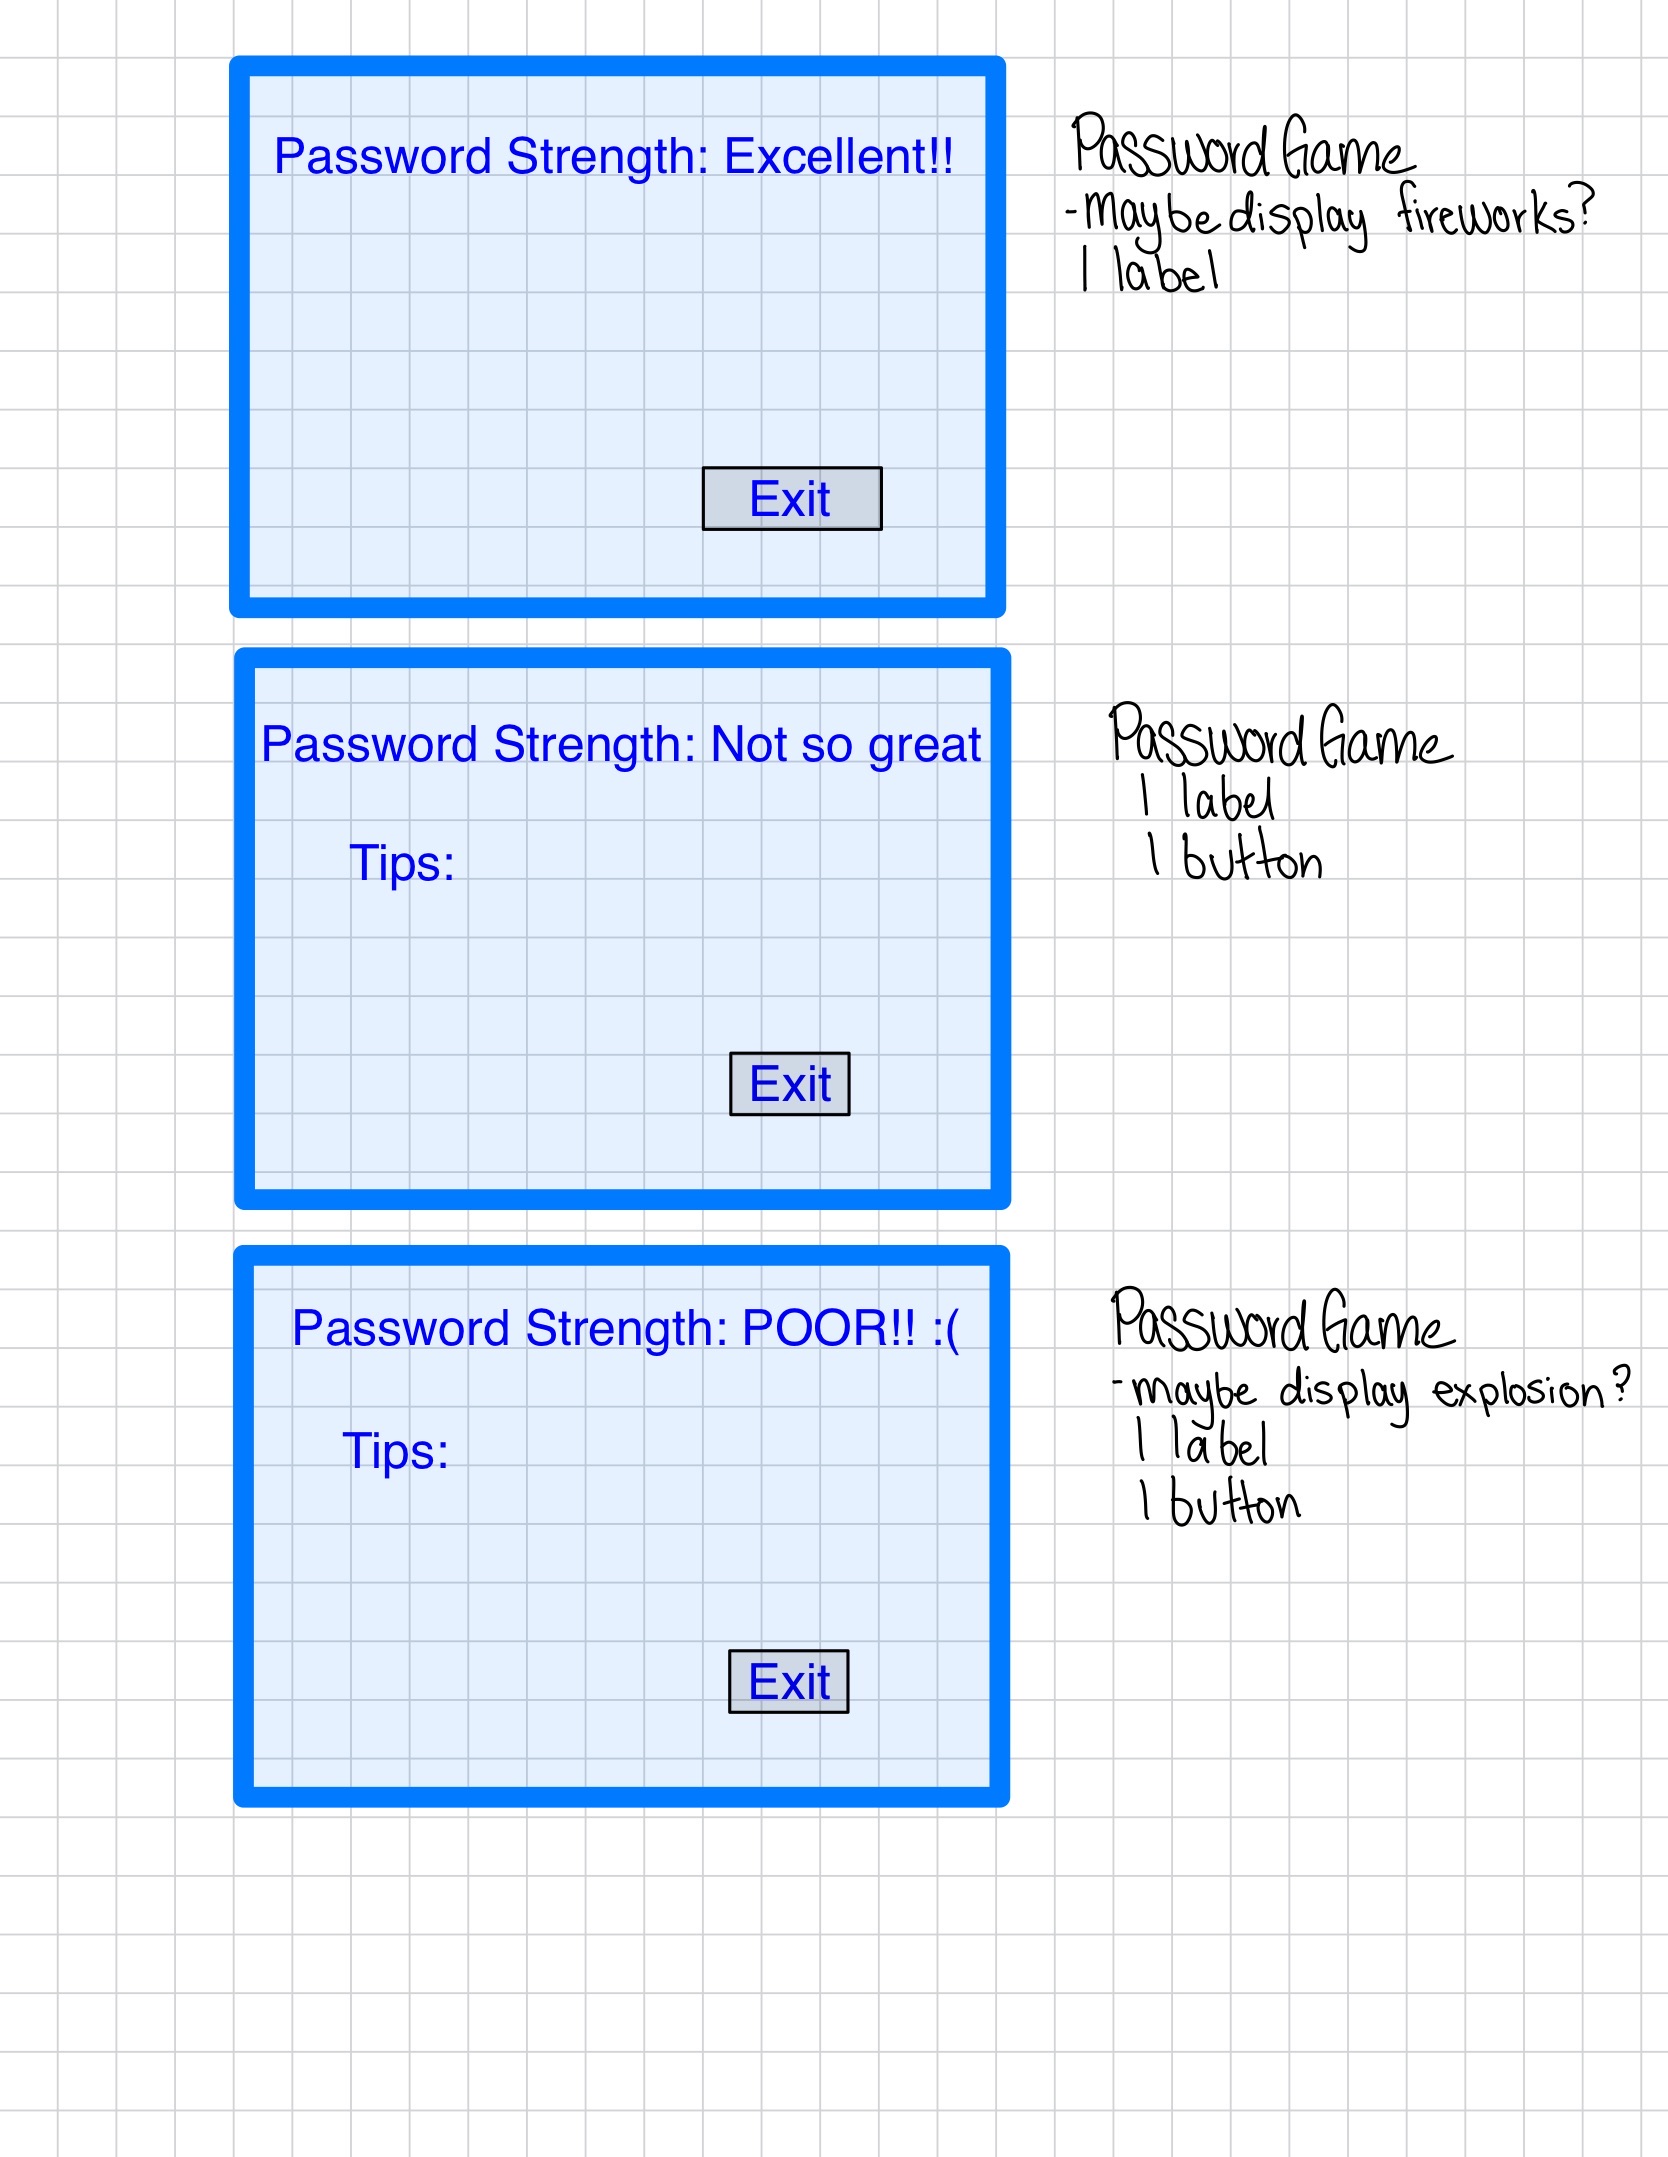 Password Strength: Excellent!!
Exit
Password Game
-maybe display fireworks?
1 label
Password Strength: Not so great
Tips:
Exit
Password Game
1 label
1 button
Password Strength: POOR!! :(
Tips:
Exit
Password Game
-maybe display explosion?
1 label
1 button